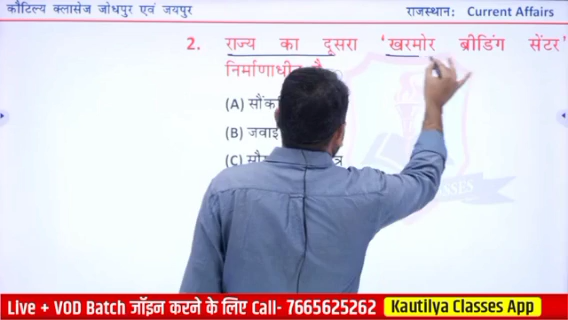 कौटिल्य क्लासेज जोधपुर एवं जयपुर
राजस्थान: Current Affairs
2. राज्य का दूसरा 'खरमोर ब्रीडिंग सेंटर'
(A)
(B) जवाई
(C)
Live + VOD Batch जॉइन करने के लिए Call- 7665625262 Kautilya Classes App